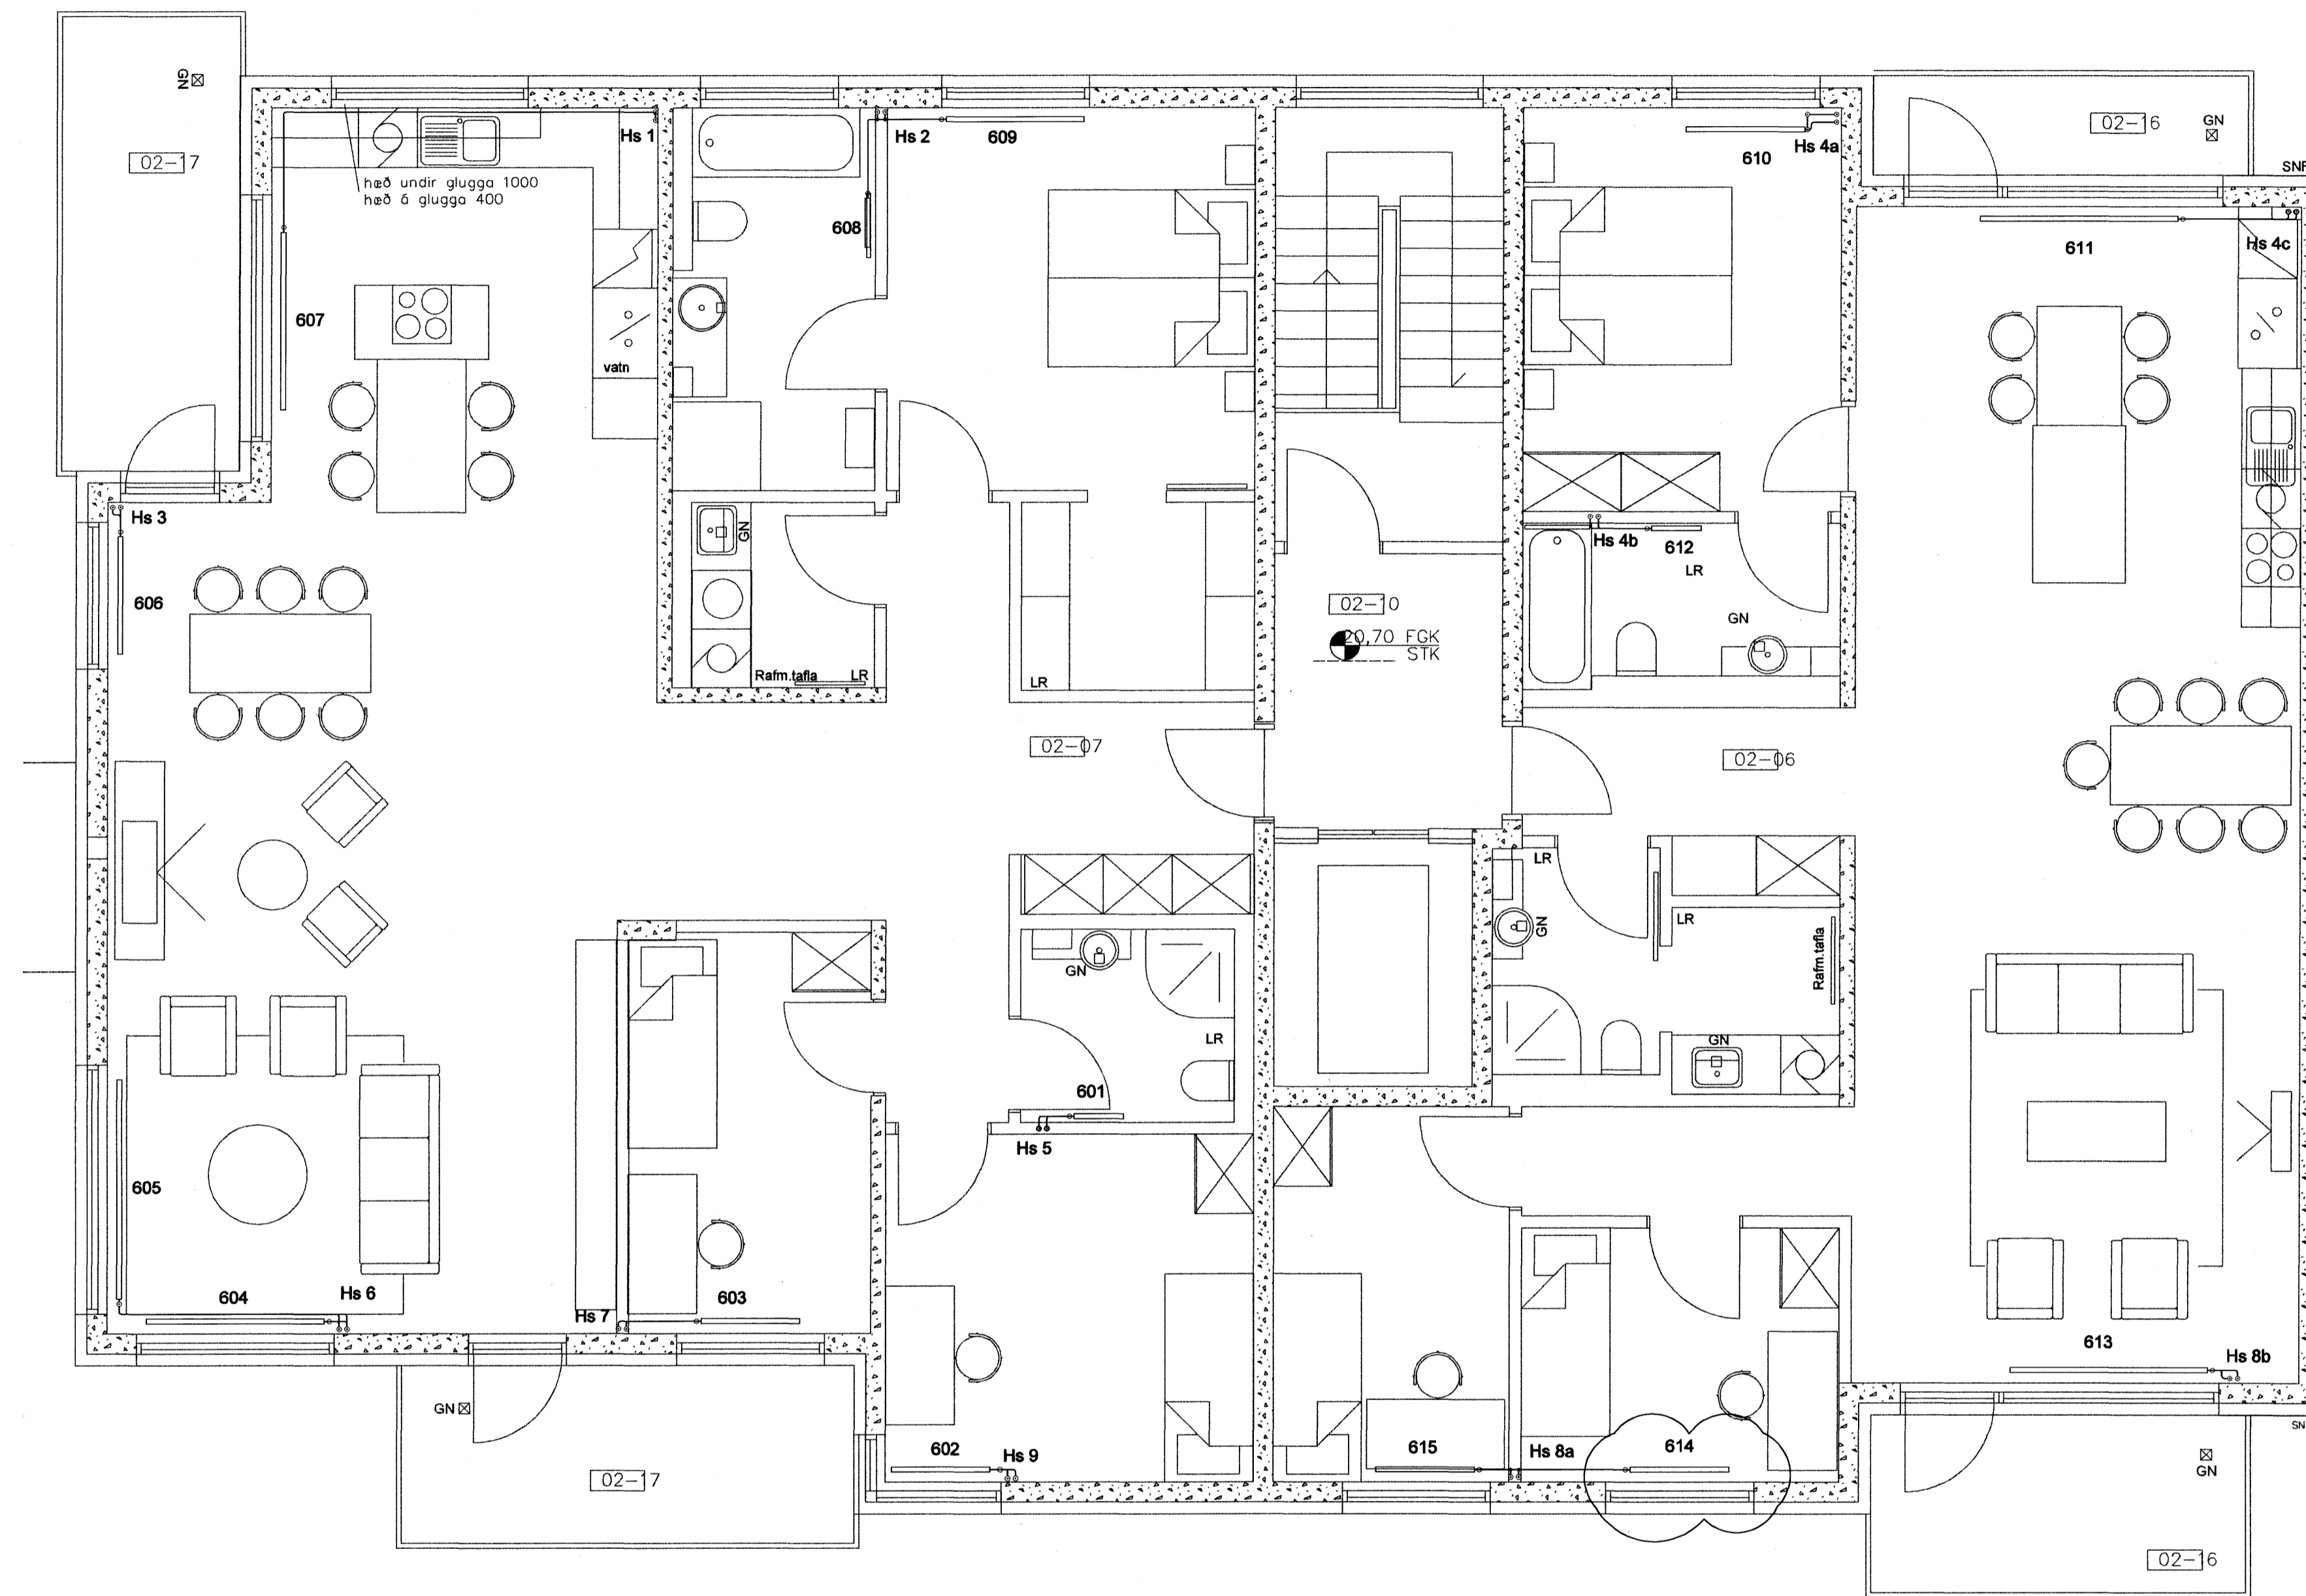 GN
02-17
Hs 1
Hs 2
609
610
Hs 4a
02-16
GN
SNF
hæð undir glugga 1000
hæð á glugga 400
608
611
Hs 4c
607
vatn
Hs 3
GN
Hs 4b
612
LR
606
02-10
GN
20,70 FGK
STK
Rafm.tafla
LR
LR
02-07
02-06
LR
GN
LR
Rafm.tafla
GN
LR
GN
601
Hs 5
605
604
Hs 6
Hs 7
603
613
Hs 8b
GN
602
Hs 9
615
Hs 8a
614
SN
GN
02-17
02-16